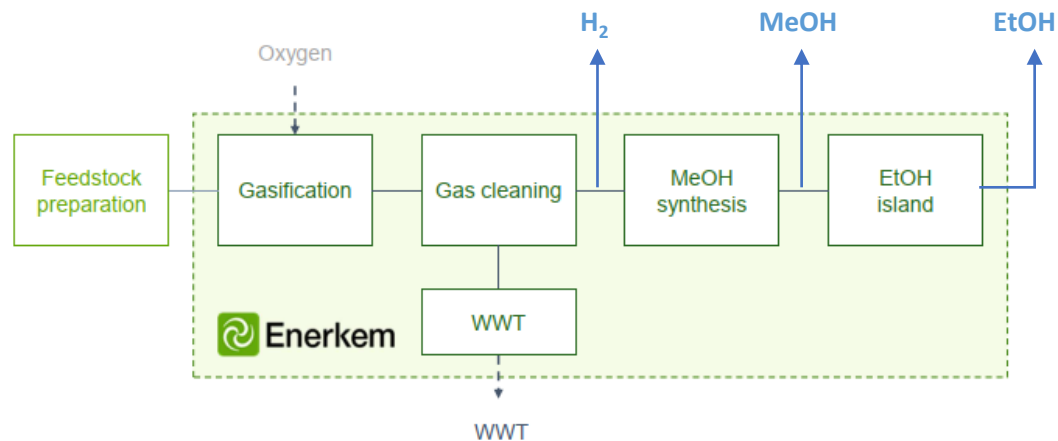 H₂
MeOH
EtOH
Oxygen
Feedstock
preparation
Gasification
Gas cleaning
MeOH
synthesis
EtOH
island
Enerkem
WWT
WWT